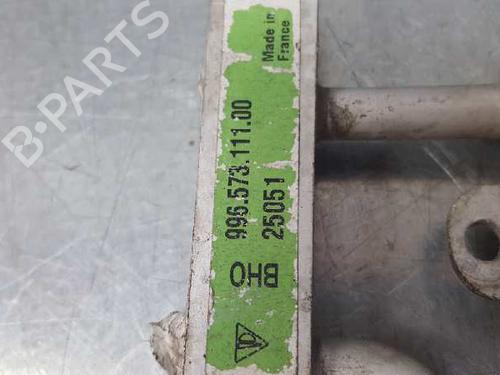 B-PARTS
Made in
France
996.573.111.00
25051
BHO